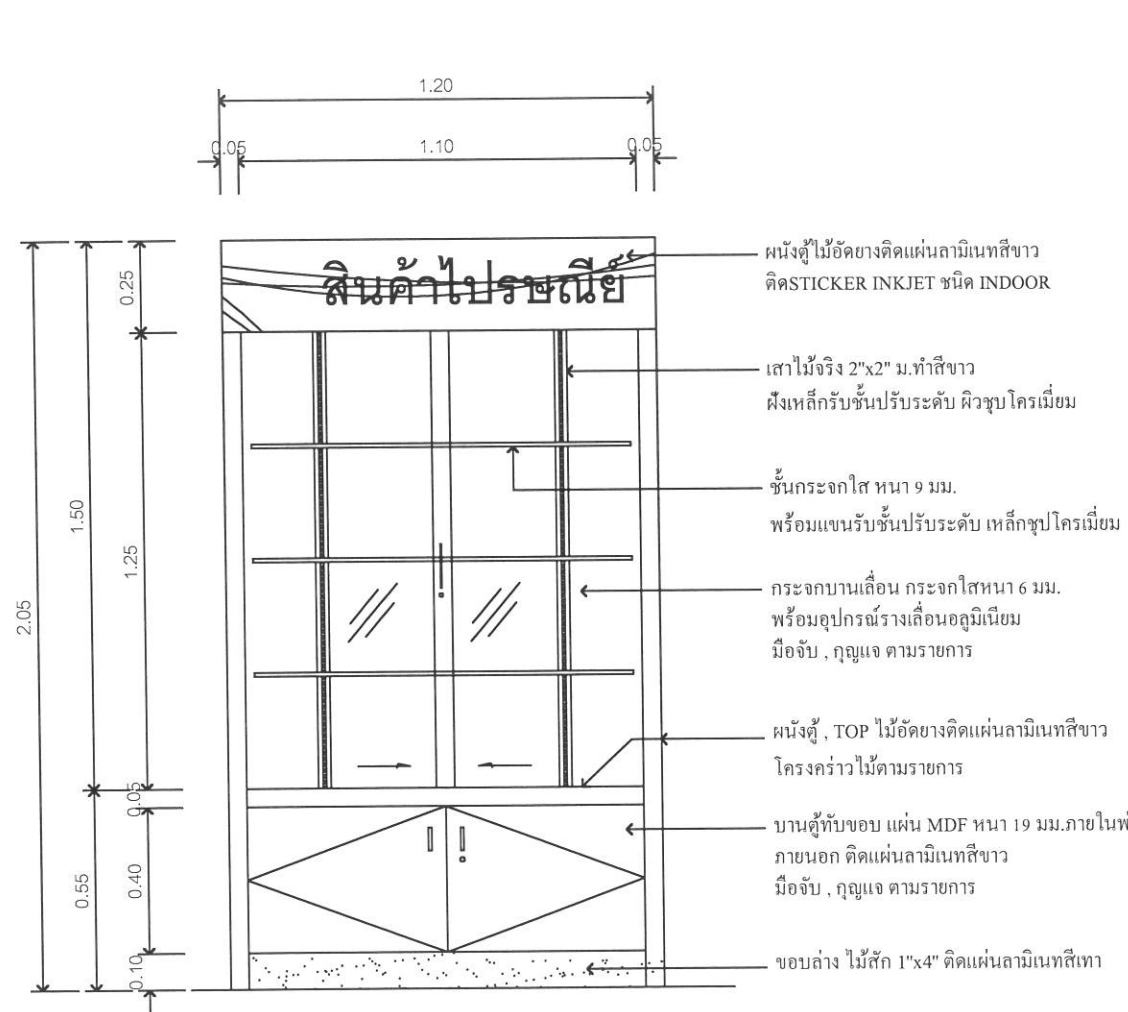 1.20
0.05
1.10
0.05
สินค้าไปรษณีย์
0.25
1.50
1.25
2.05
0.05
0.55
0.40
0.10
ผนังตู้ไม้อัดยางติดแผ่นลามิเนทสีขาว
ติดSTICKER INKJET ชนิด INDOOR
เสาไม้จริง 2"x2" ม.ทำสีขาว
ฝังเหล็กรับชั้นปรับระดับ ผิวชุบโครเมี่ยม
ชั้นกระจกใส หนา 9 มม.
พร้อมแขนรับชั้นปรับระดับ เหล็กชุปโครเมี่ยม
กระจกบานเลื่อน กระจกใสหนา 6 มม.
พร้อมอุปกรณ์รางเลื่อนอลูมิเนียม
มือจับ , กุญแจ ตามรายการ
ผนังตู้ , TOP ไม้อัดยางติดแผ่นลามิเนทสีขาว
โครงคร่าวไม้ตามรายการ
บานตู้ทับขอบ แผ่น MDF หนา 19 มม.ภายในพ่
ภายนอก ติดแผ่นลามิเนทสีขาว
มือจับ , กุญแจ ตามรายการ
ขอบล่าง ไม้สัก 1"x4" ติดแผ่นลามิเนทสีเทา